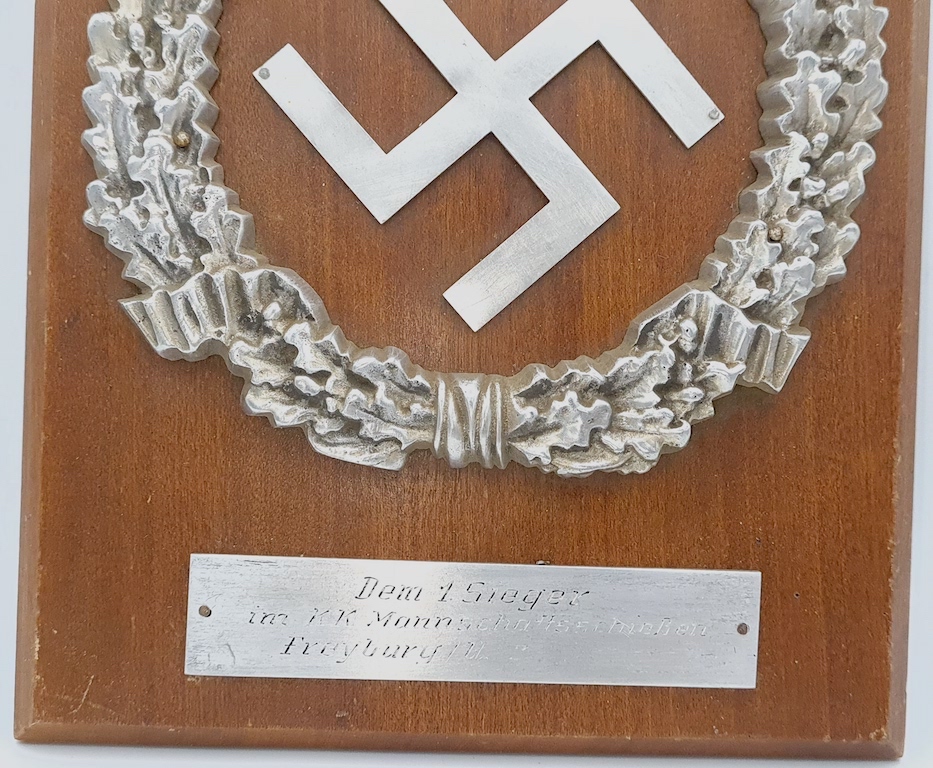 Dem 1 Sieger
im KK Mannschaftsschießen
Freyburg